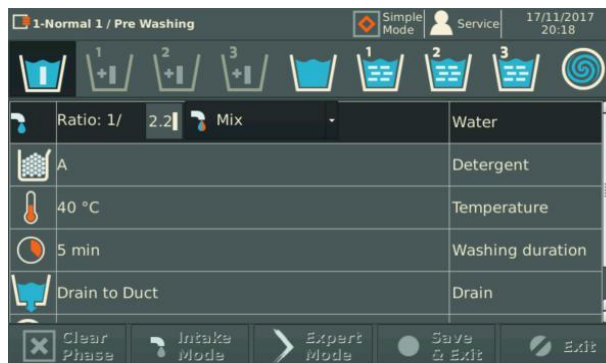 1-Normal 1 / Pre Washing
Simple
Mode
Service
17/11/2017
20:18
1
2
3
1
2
3
Ratio: 1/ 2.2 Mix Water
A Detergent
40 °C Temperature
5 min Washing duration
Drain to Duct Drain
Clear
Phase
Intake
Mode
Expert
Mode
Save
& Exit
Exit